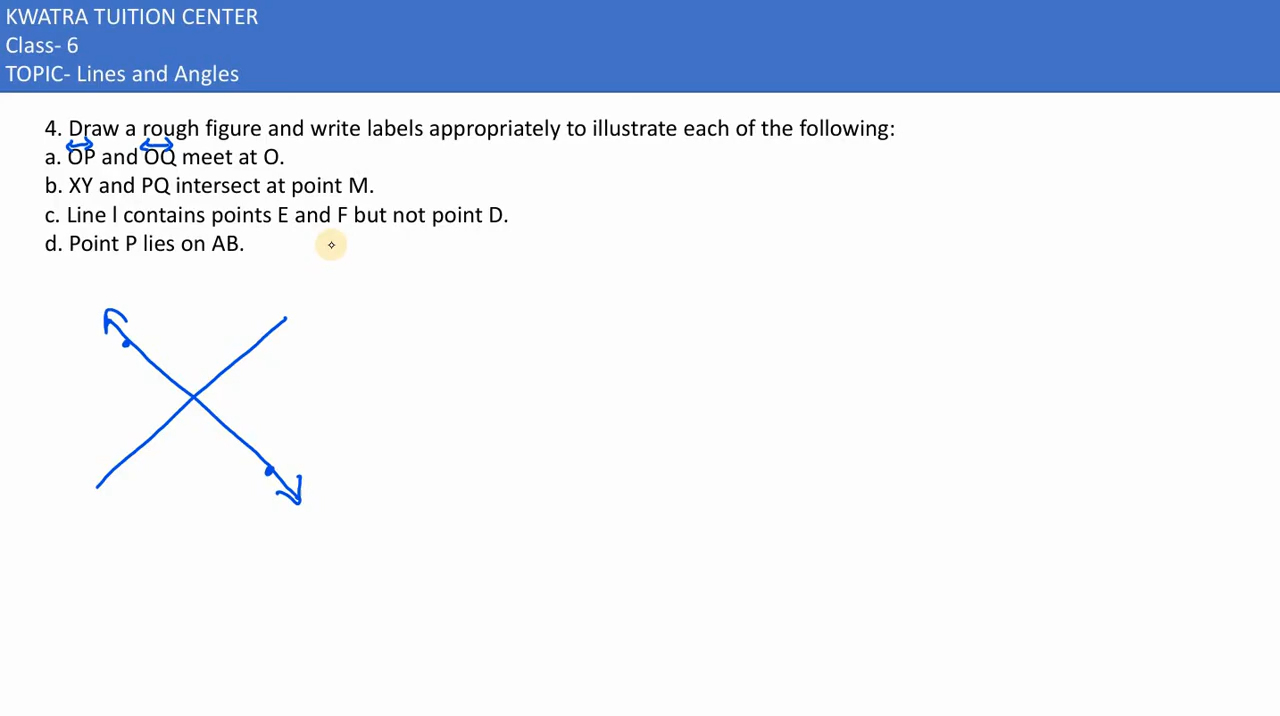 KWATRA TUITION CENTER
Class- 6
TOPIC- Lines and Angles
4. Draw a rough figure and write labels appropriately to illustrate each of the following:
a. OP and OQ meet at O.
b. XY and PQ intersect at point M.
c. Line l contains points E and F but not point D.
d. Point P lies on AB.